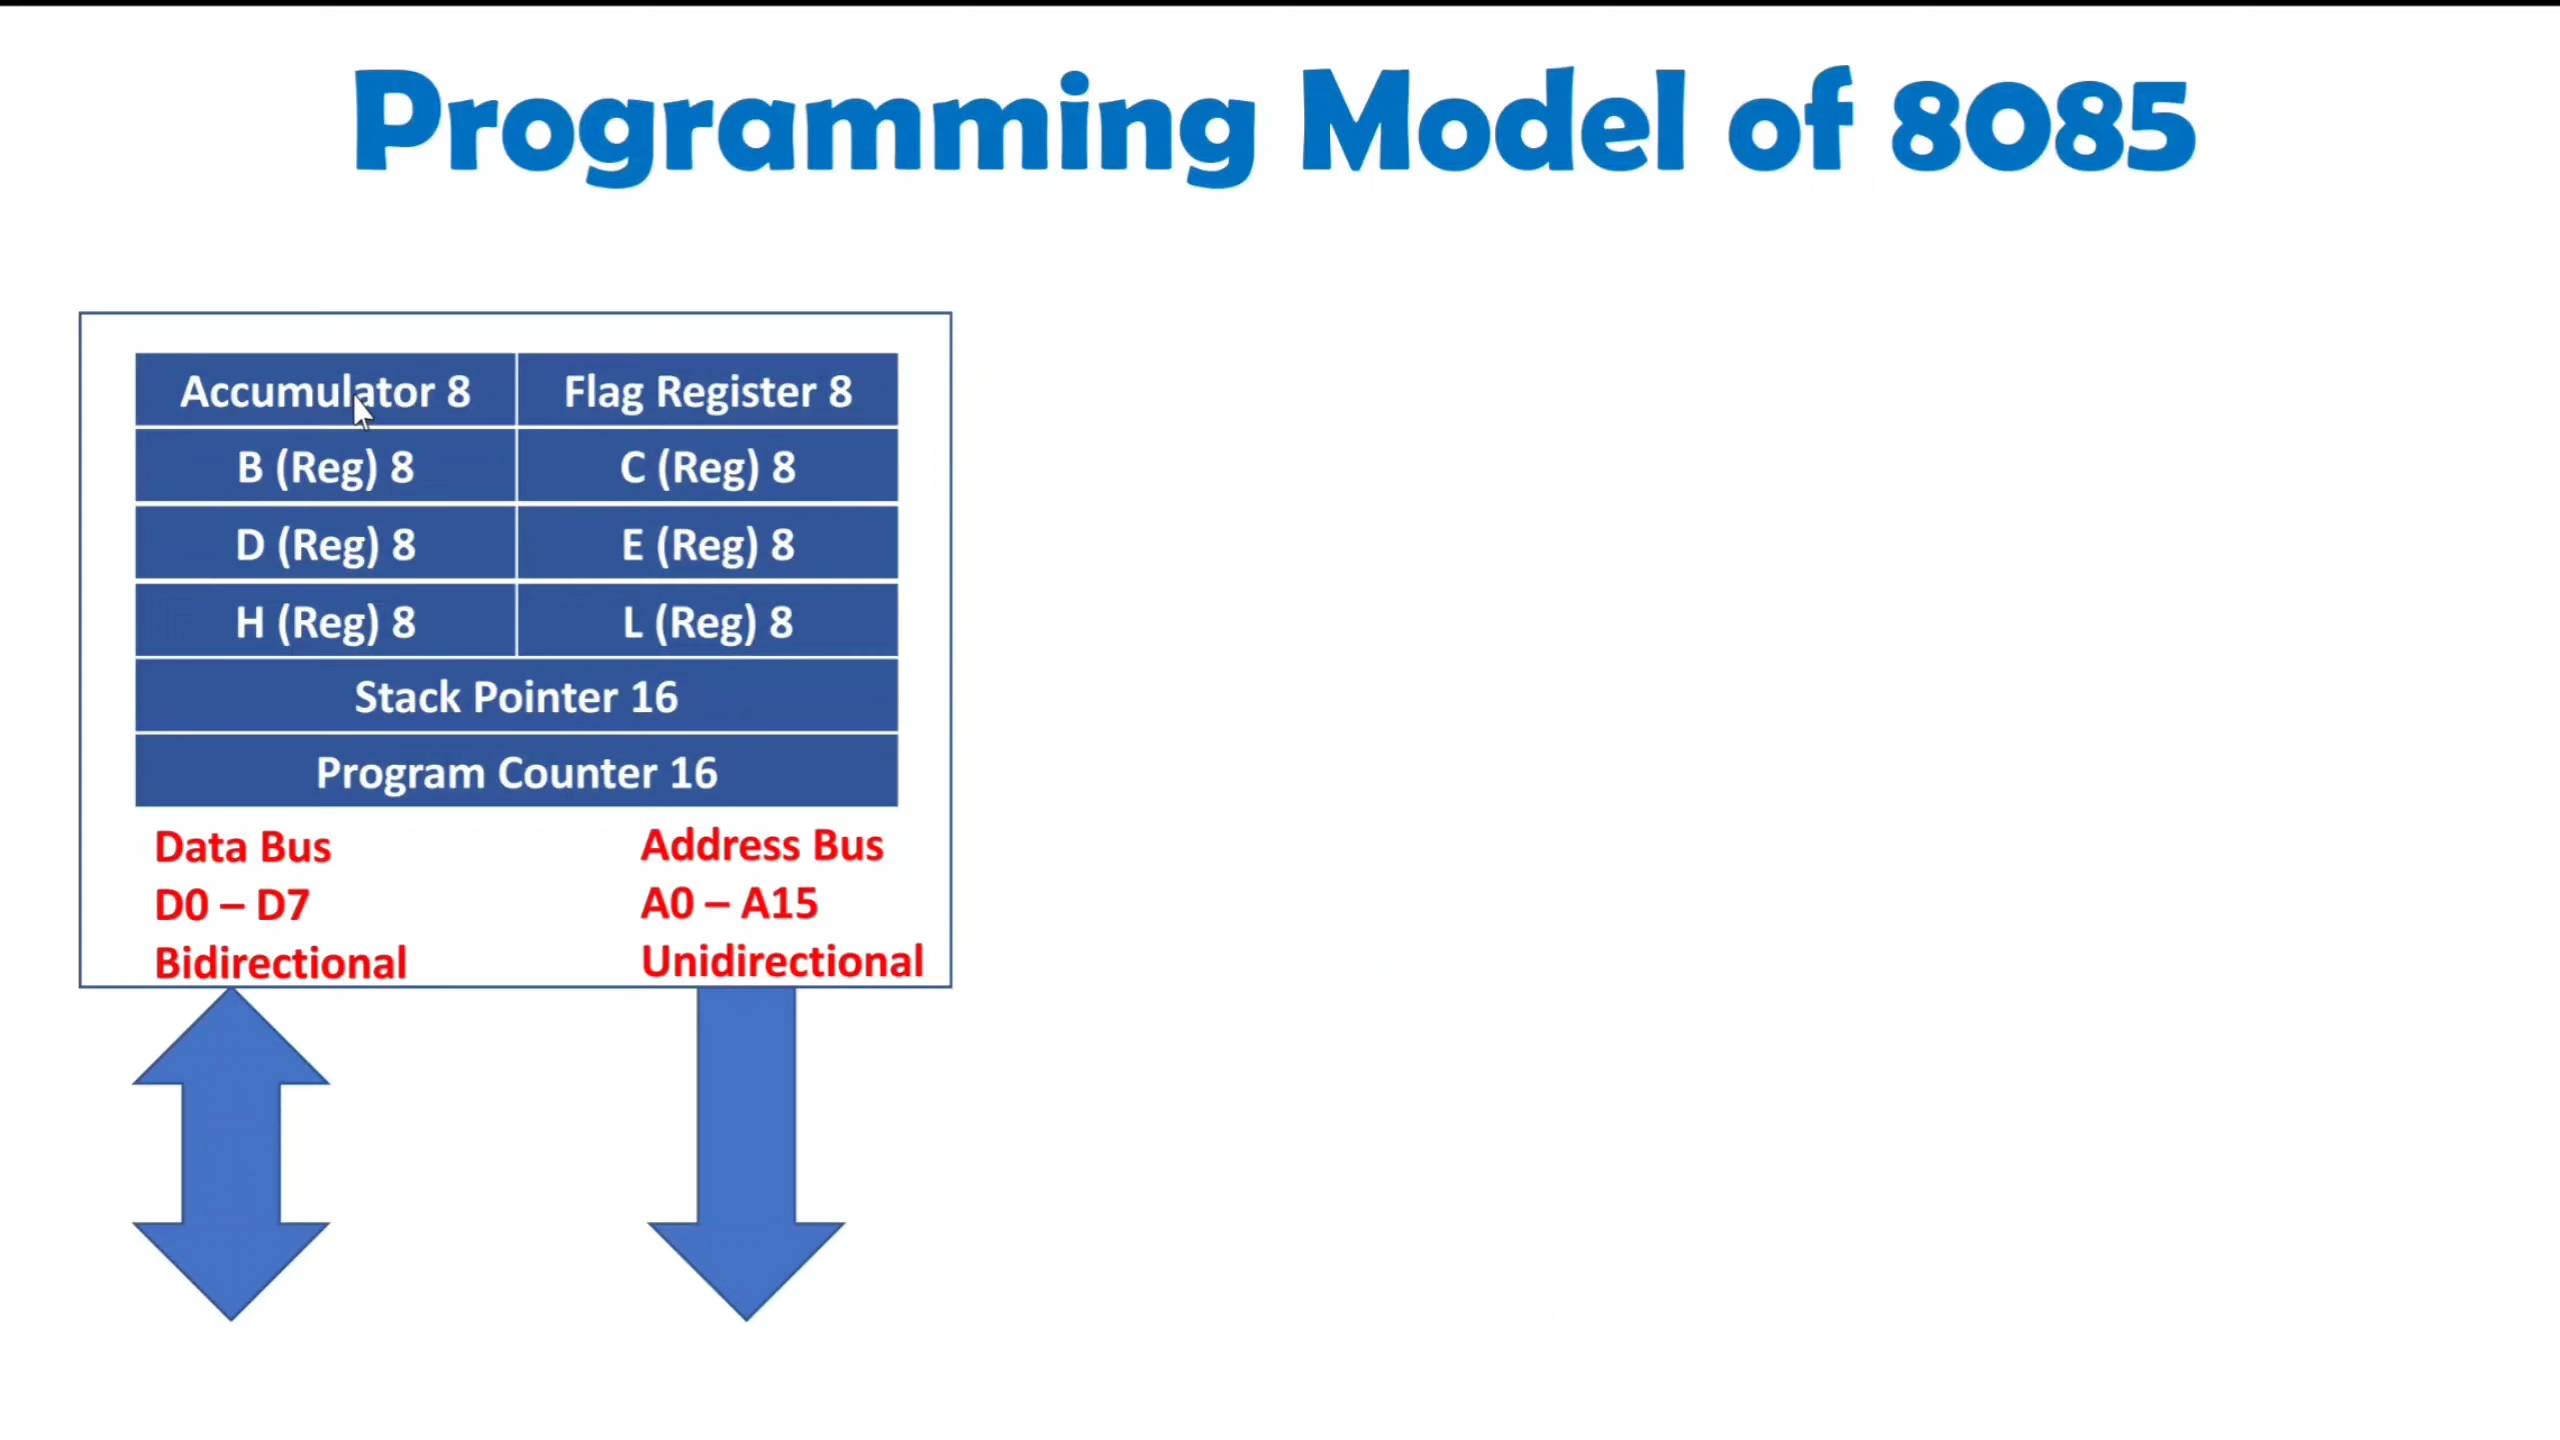 Programming Model of 8085
Accumulator 8 Flag Register 8
B (Reg) 8 C (Reg) 8
D (Reg) 8 E (Reg) 8
H (Reg) 8 L (Reg) 8
Stack Pointer 16
Program Counter 16
Data Bus
D0 – D7
Bidirectional
Address Bus
A0 – A15
Unidirectional